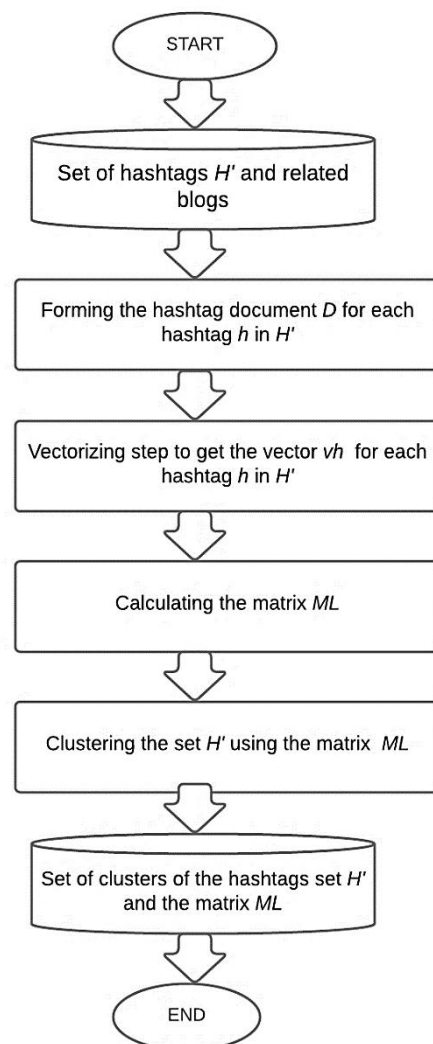 START
Set of hashtags H' and related
blogs
Forming the hashtag document D for each
hashtag h in H'
Vectorizing step to get the vector vh for each
hashtag h in H'
Calculating the matrix ML
Clustering the set H' using the matrix ML
Set of clusters of the hashtags set H'
and the matrix ML
END